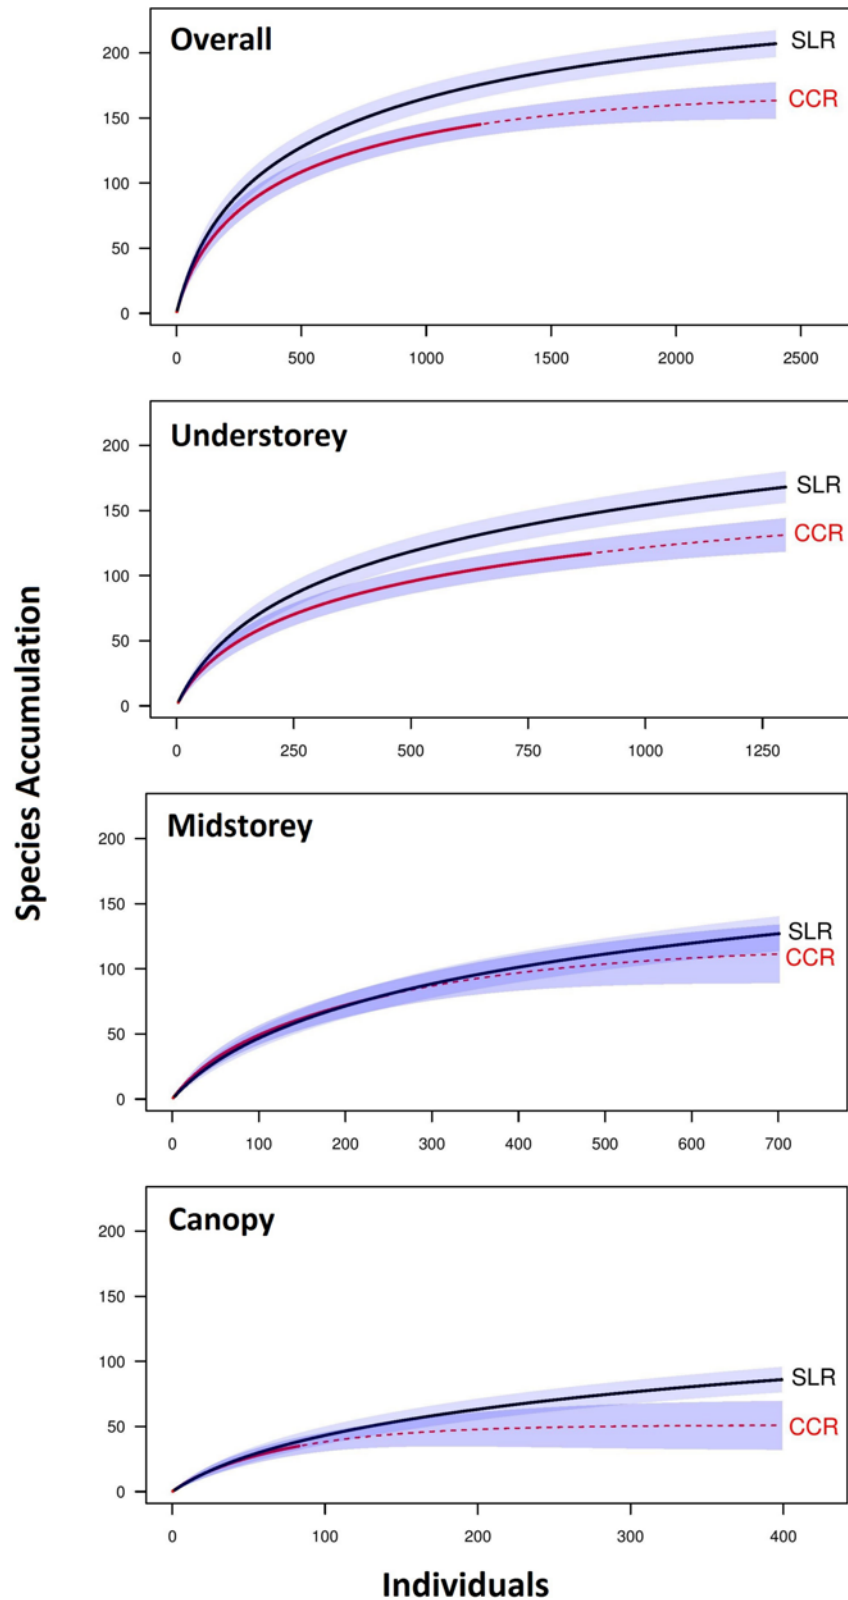 Species Accumulation
Overall
200
150
100
50
0
SLR
CCR
0 500 1000 1500 2000 2500
Understorey
200
150
100
50
0
SLR
CCR
0 250 500 750 1000 1250
Midstorey
200
150
100
50
0
SLR
CCR
0 100 200 300 400 500 600 700
Canopy
200
150
100
50
0
SLR
CCR
0 100 200 300 400
Individuals